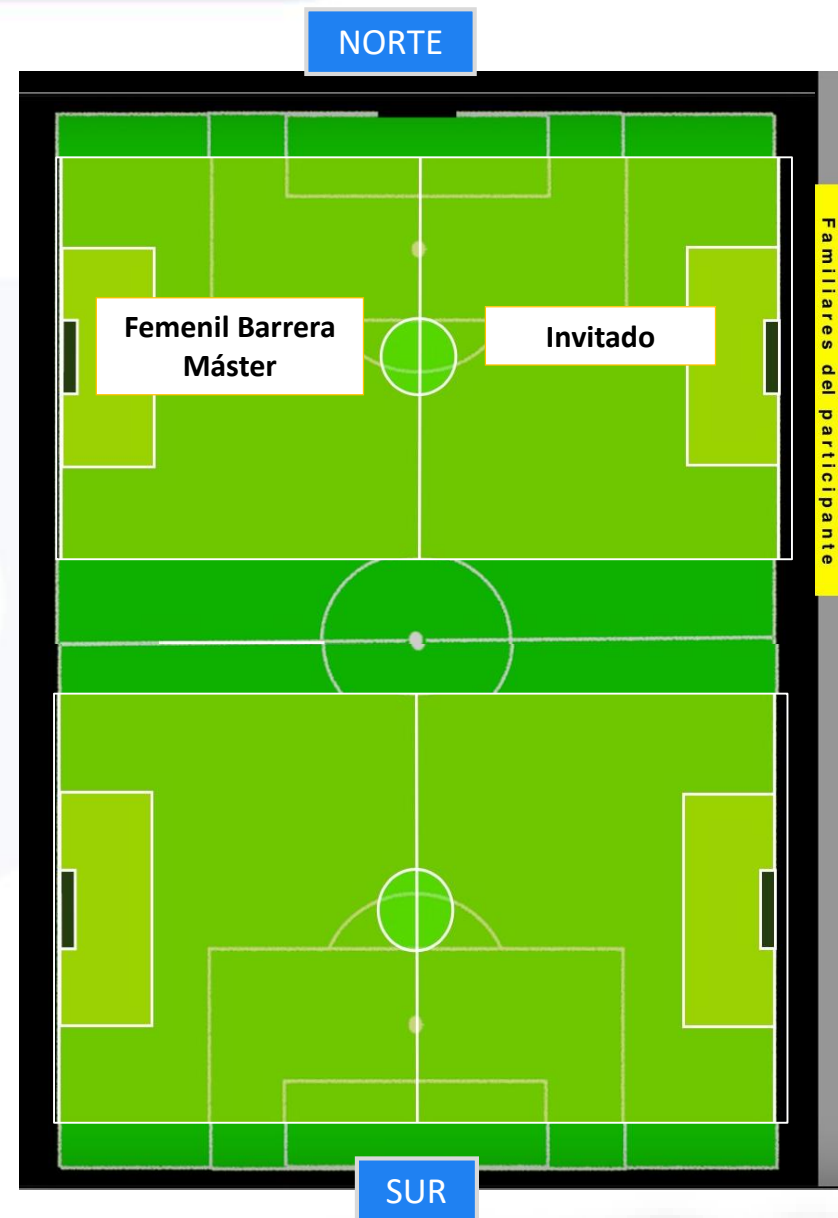 NORTE
Femenil Barrera
Máster
Invitado
Familiares del participante
SUR